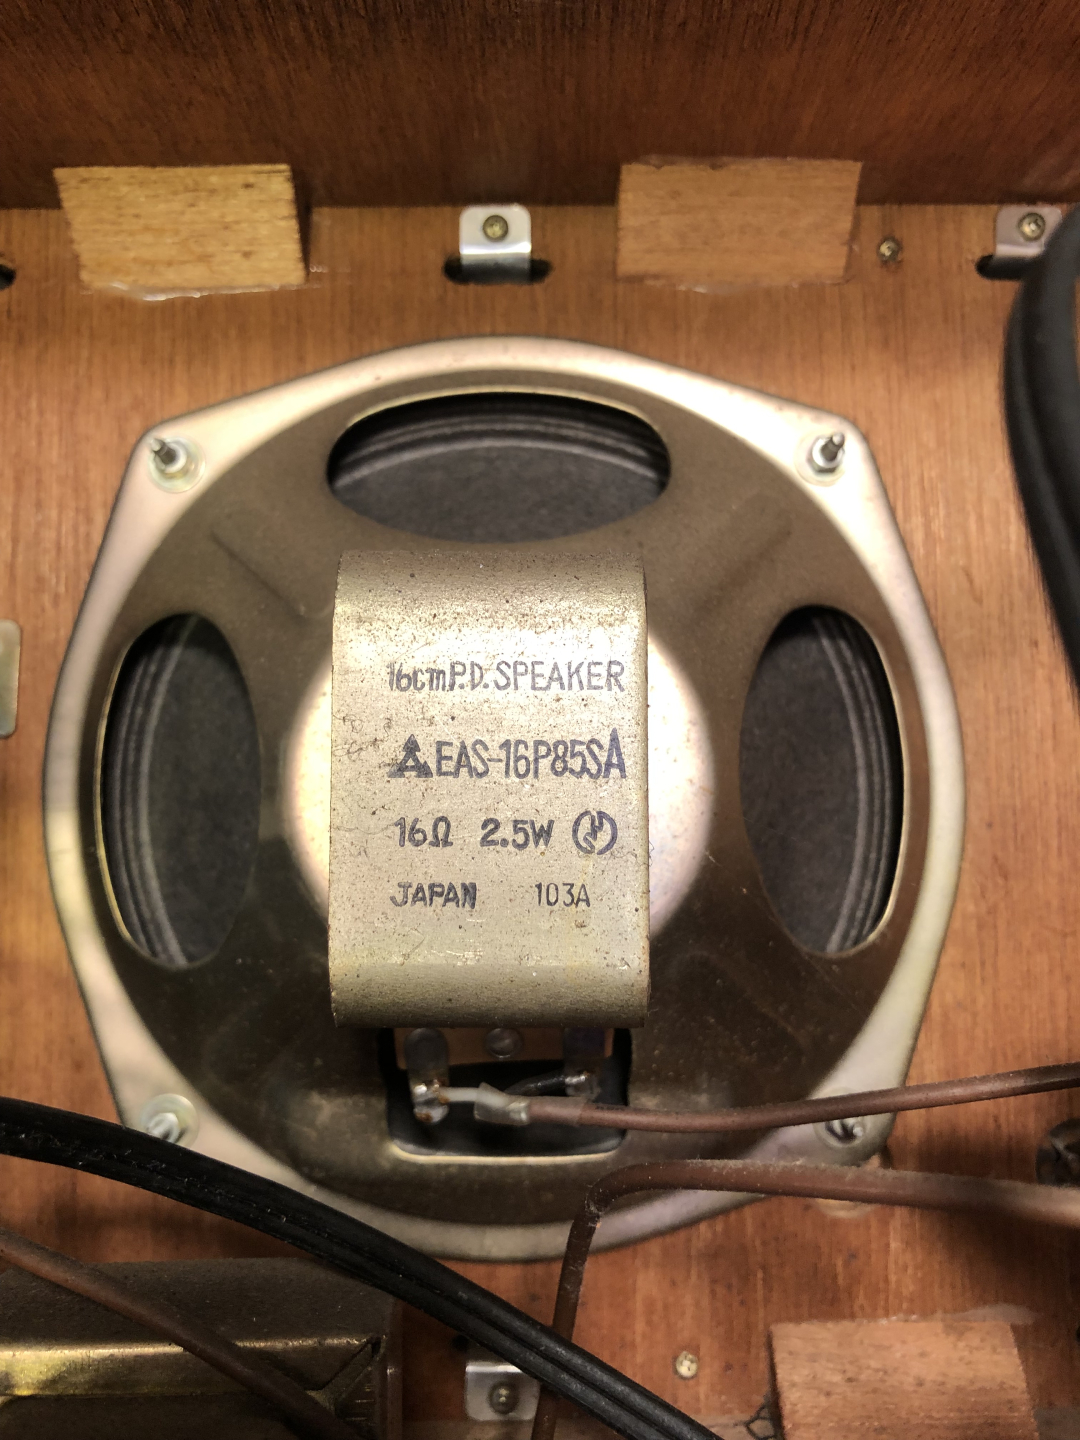 16cm P.D. SPEAKER
EAS-16P85SA
16Ω 2.5W
JAPAN 103A